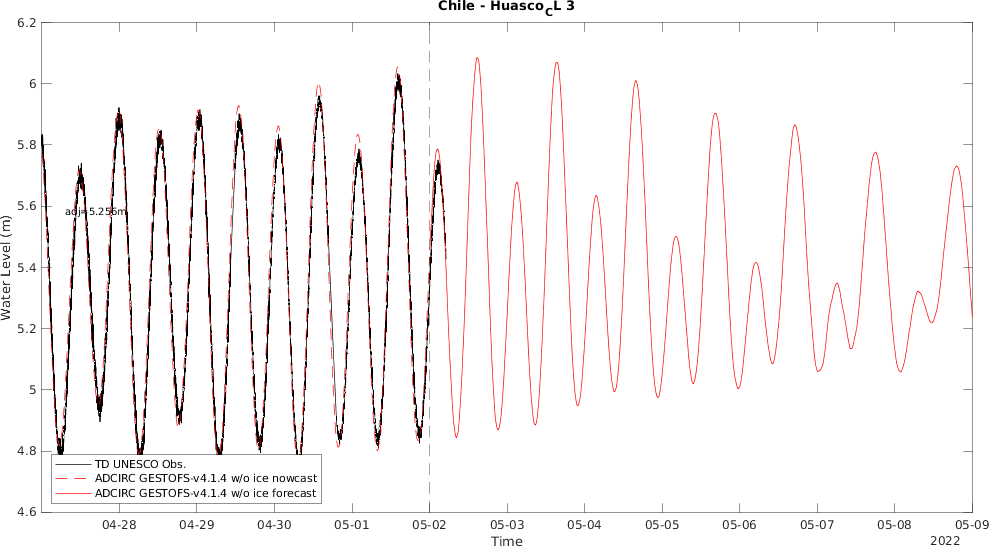 Chile - Huasco_CL 3
Water Level (m)
6.2
6
5.8
5.6
5.4
5.2
5
4.8
4.6
adj=5.256m
TD UNESCO Obs.
ADCIRC GESTOFS-v4.1.4 w/o ice nowcast
ADCIRC GESTOFS-v4.1.4 w/o ice forecast
04-28 04-29 04-30 05-01 05-02 05-03 05-04 05-05 05-06 05-07 05-08 05-09
Time
2022